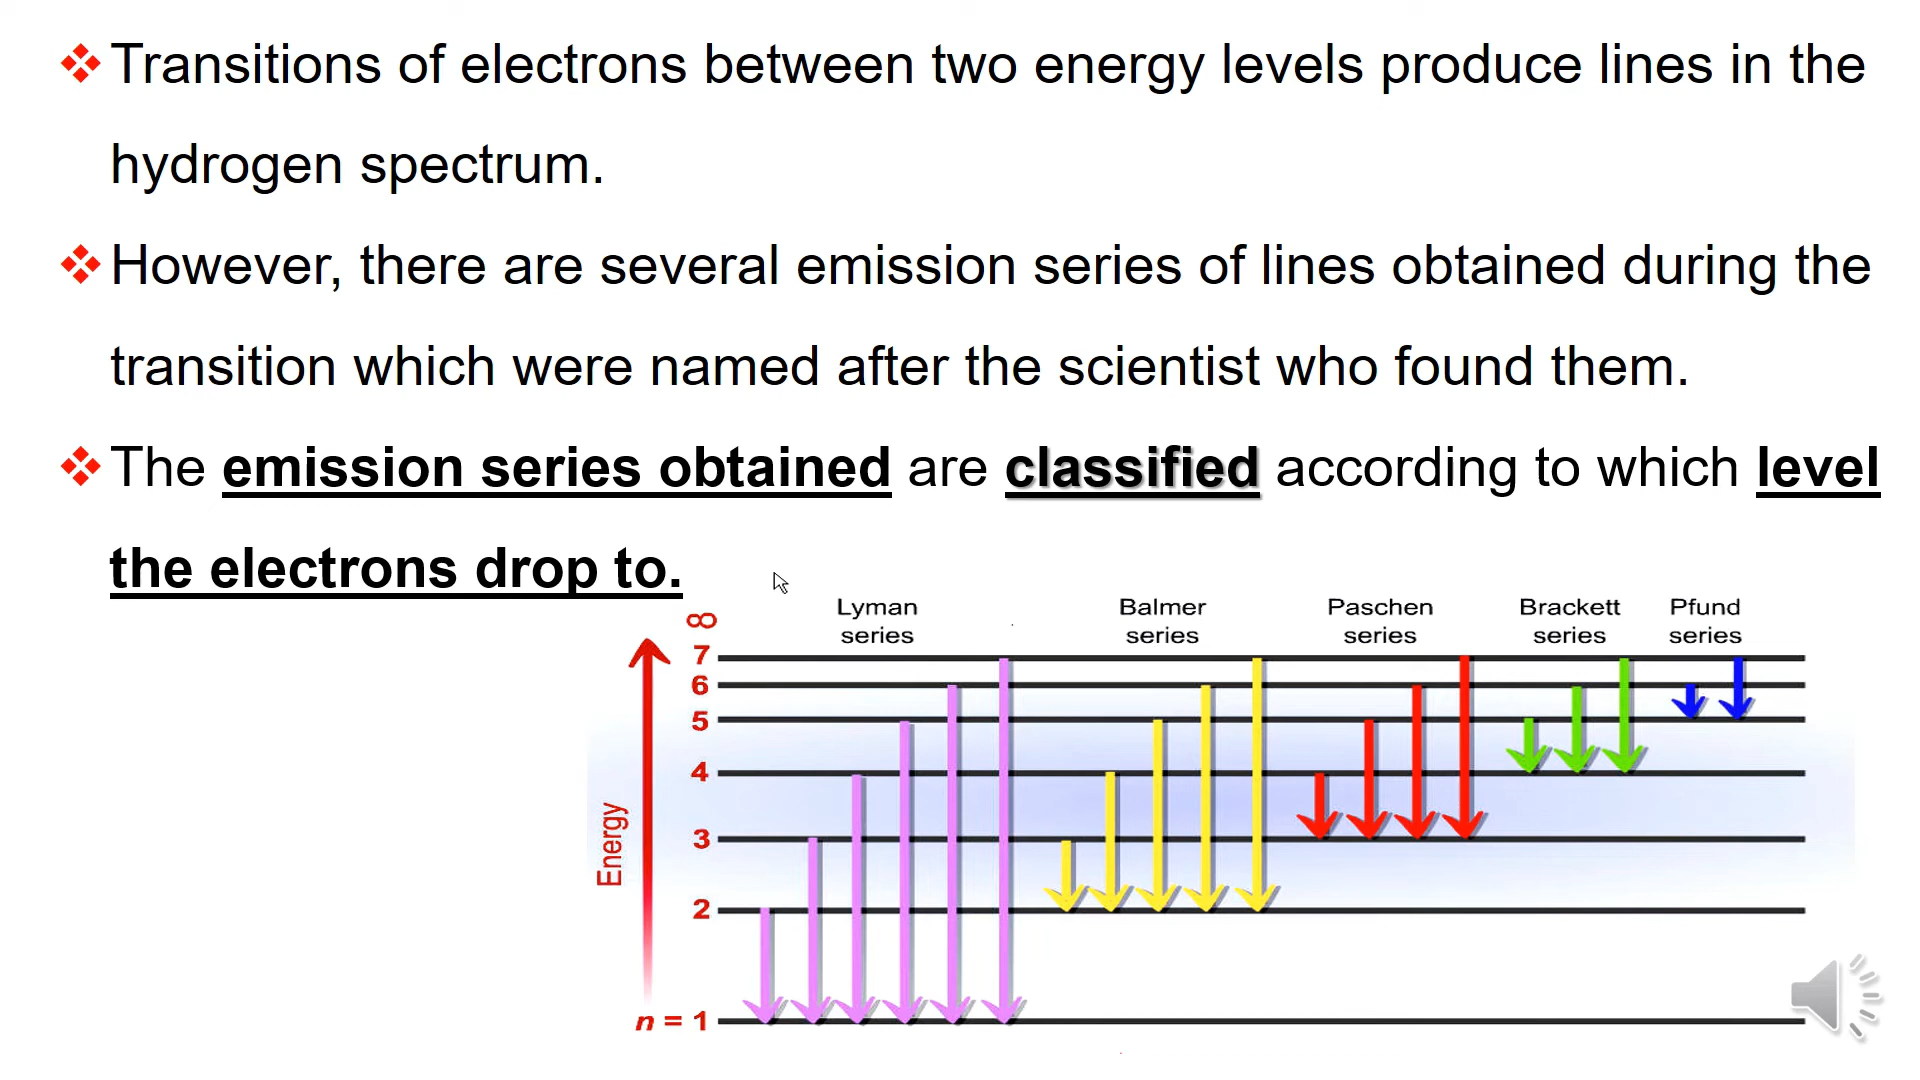 Transitions of electrons between two energy levels produce lines in the
hydrogen spectrum.
However, there are several emission series of lines obtained during the
transition which were named after the scientist who found them.
The emission series obtained are classified according to which level
the electrons drop to.
Lyman series
Balmer series
Paschen series
Brackett series
Pfund series
∞
7
6
5
4
3
2
n = 1
Energy